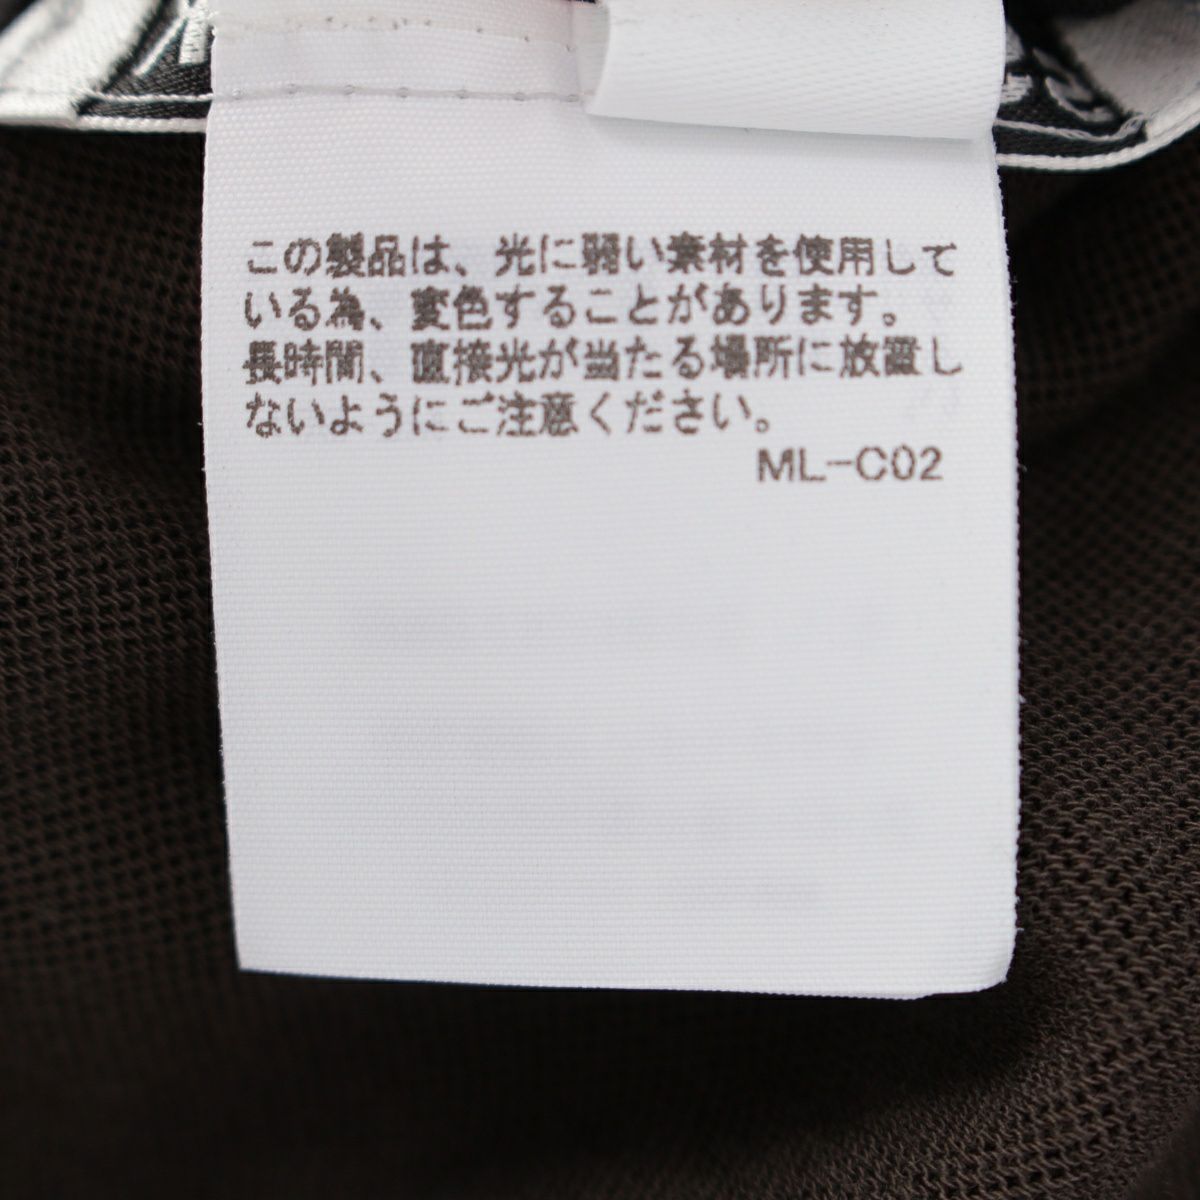 この製品は、光に弱い素材を使用して
いる為、変色することがあります。
長時間、直接光が当たる場所に放置し
ないようにご注意ください。
ML-C02